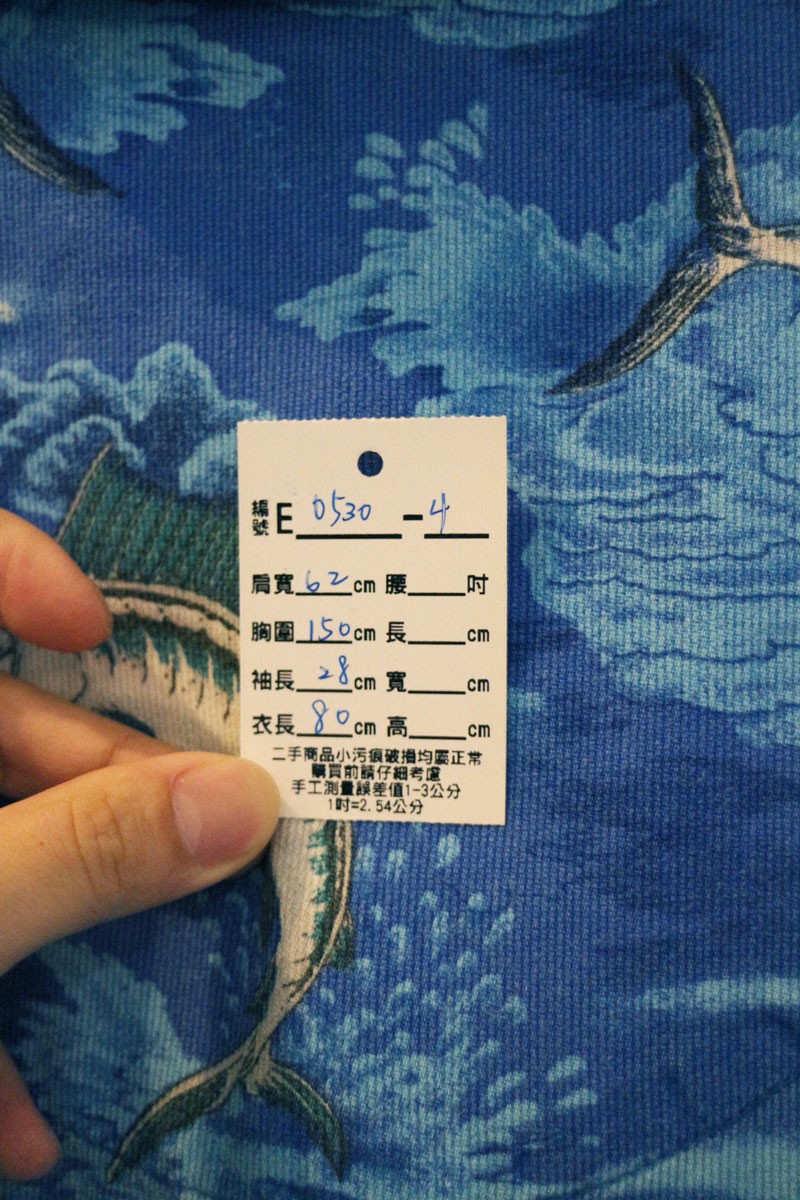 編號 E 0530 - 4
肩寬 62 cm 腰____吋
胸圍 150 cm 長____cm
袖長 28 cm 寬____cm
衣長 80 cm 高____cm
二手商品小污痕破損均屬正常
購買前請仔細考慮
手工測量誤差值1-3公分
1吋=2.54公分